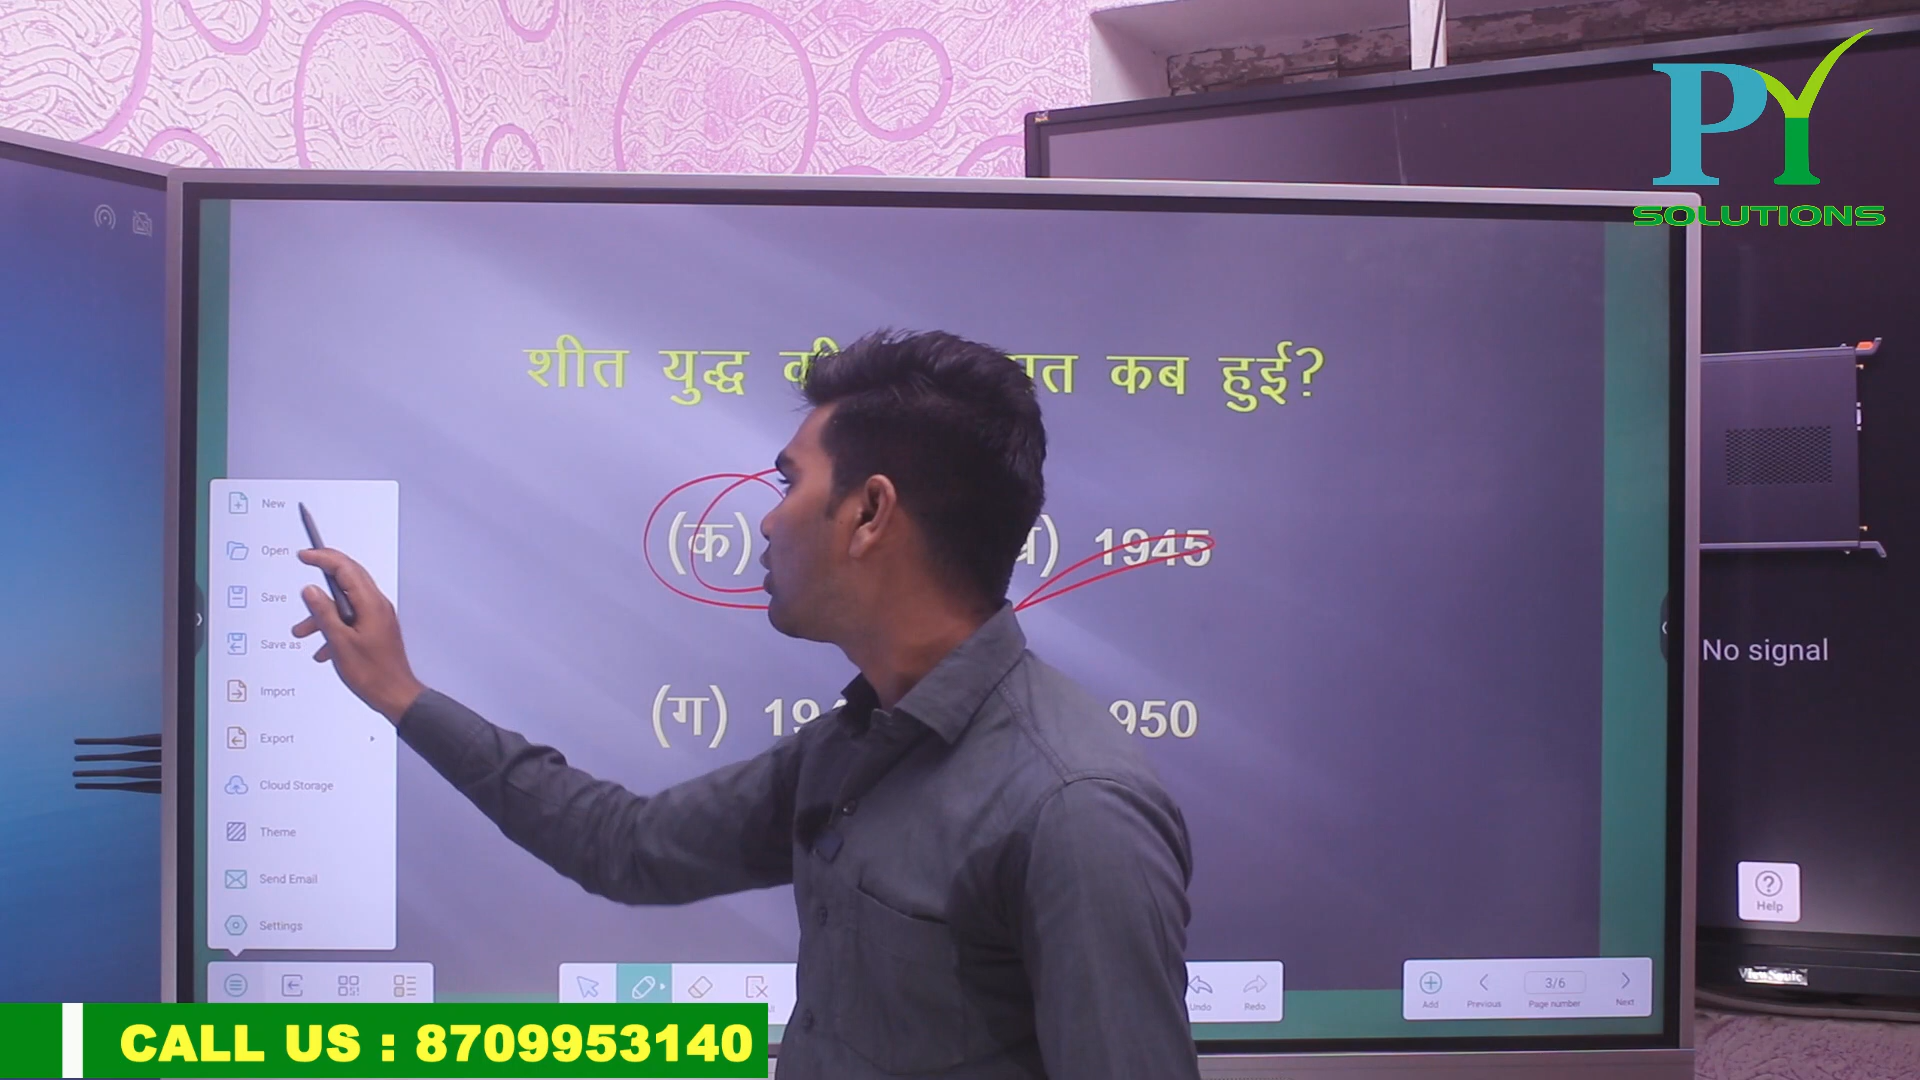 PY
SOLUTIONS
शीत युद्ध की कब हुई?
(क) 1945
(ग) 950
New
Open
Save
Save as
Import
Export
Cloud Storage
Theme
Send Email
Settings
Undo
Redo
Add
Previous
3/6
Page number
Next
No signal
Help
ViewSonic
CALL US : 8709953140